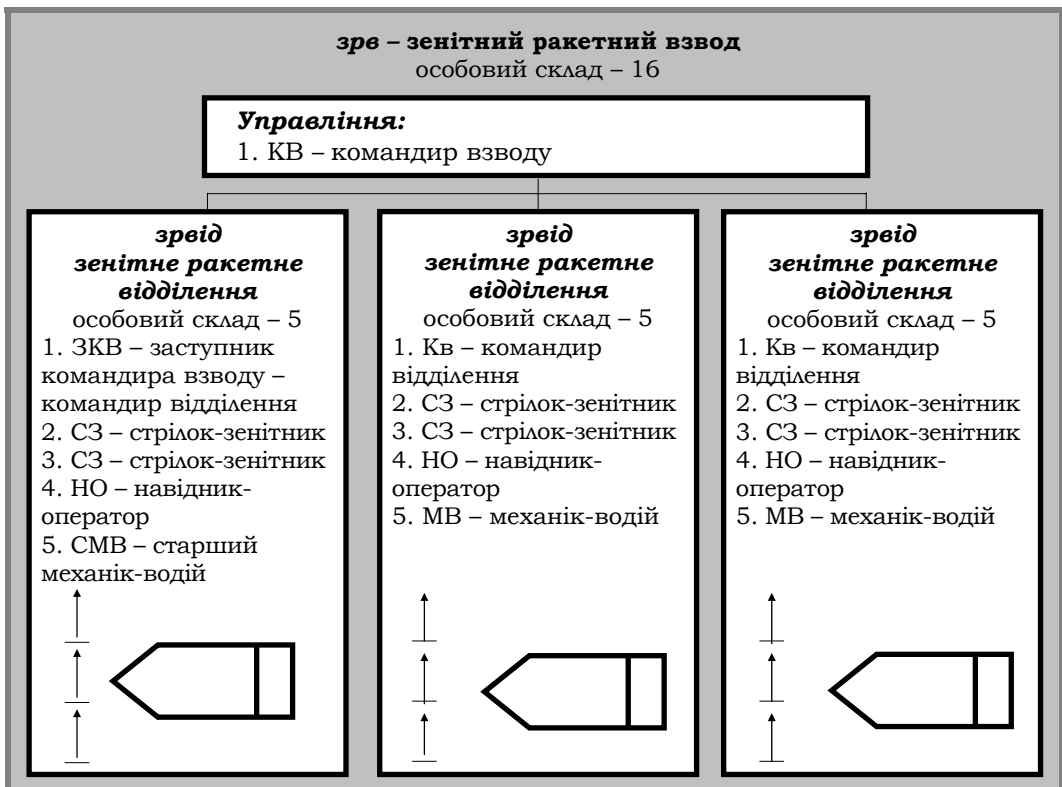 зрв – зенітний ракетний взвод
особовий склад – 16
Управління:
1. КВ – командир взводу
зрвід
зенітне ракетне
відділення
особовий склад – 5
1. ЗКВ – заступник
командира взводу –
командир відділення
2. СЗ – стрілок-зенітник
3. СЗ – стрілок-зенітник
4. НО – навідник-
оператор
5. СМВ – старший
механік-водій
зрвід
зенітне ракетне
відділення
особовий склад – 5
1. Кв – командир
відділення
2. СЗ – стрілок-зенітник
3. СЗ – стрілок-зенітник
4. НО – навідник-
оператор
5. МВ – механік-водій
зрвід
зенітне ракетне
відділення
особовий склад – 5
1. Кв – командир
відділення
2. СЗ – стрілок-зенітник
3. СЗ – стрілок-зенітник
4. НО – навідник-
оператор
5. МВ – механік-водій